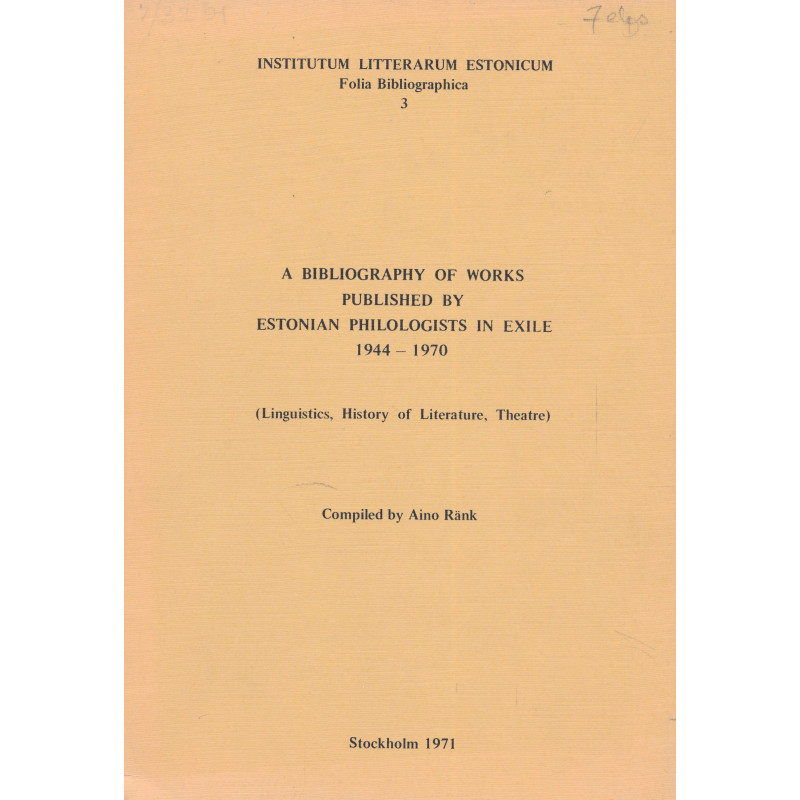 INSTITUTUM LITTERARUM ESTONICUM
Folia Bibliographica
3
A BIBLIOGRAPHY OF WORKS
PUBLISHED BY
ESTONIAN PHILOLOGISTS IN EXILE
1944 – 1970
(Linguistics, History of Literature, Theatre)
Compiled by Aino Ränk
Stockholm 1971